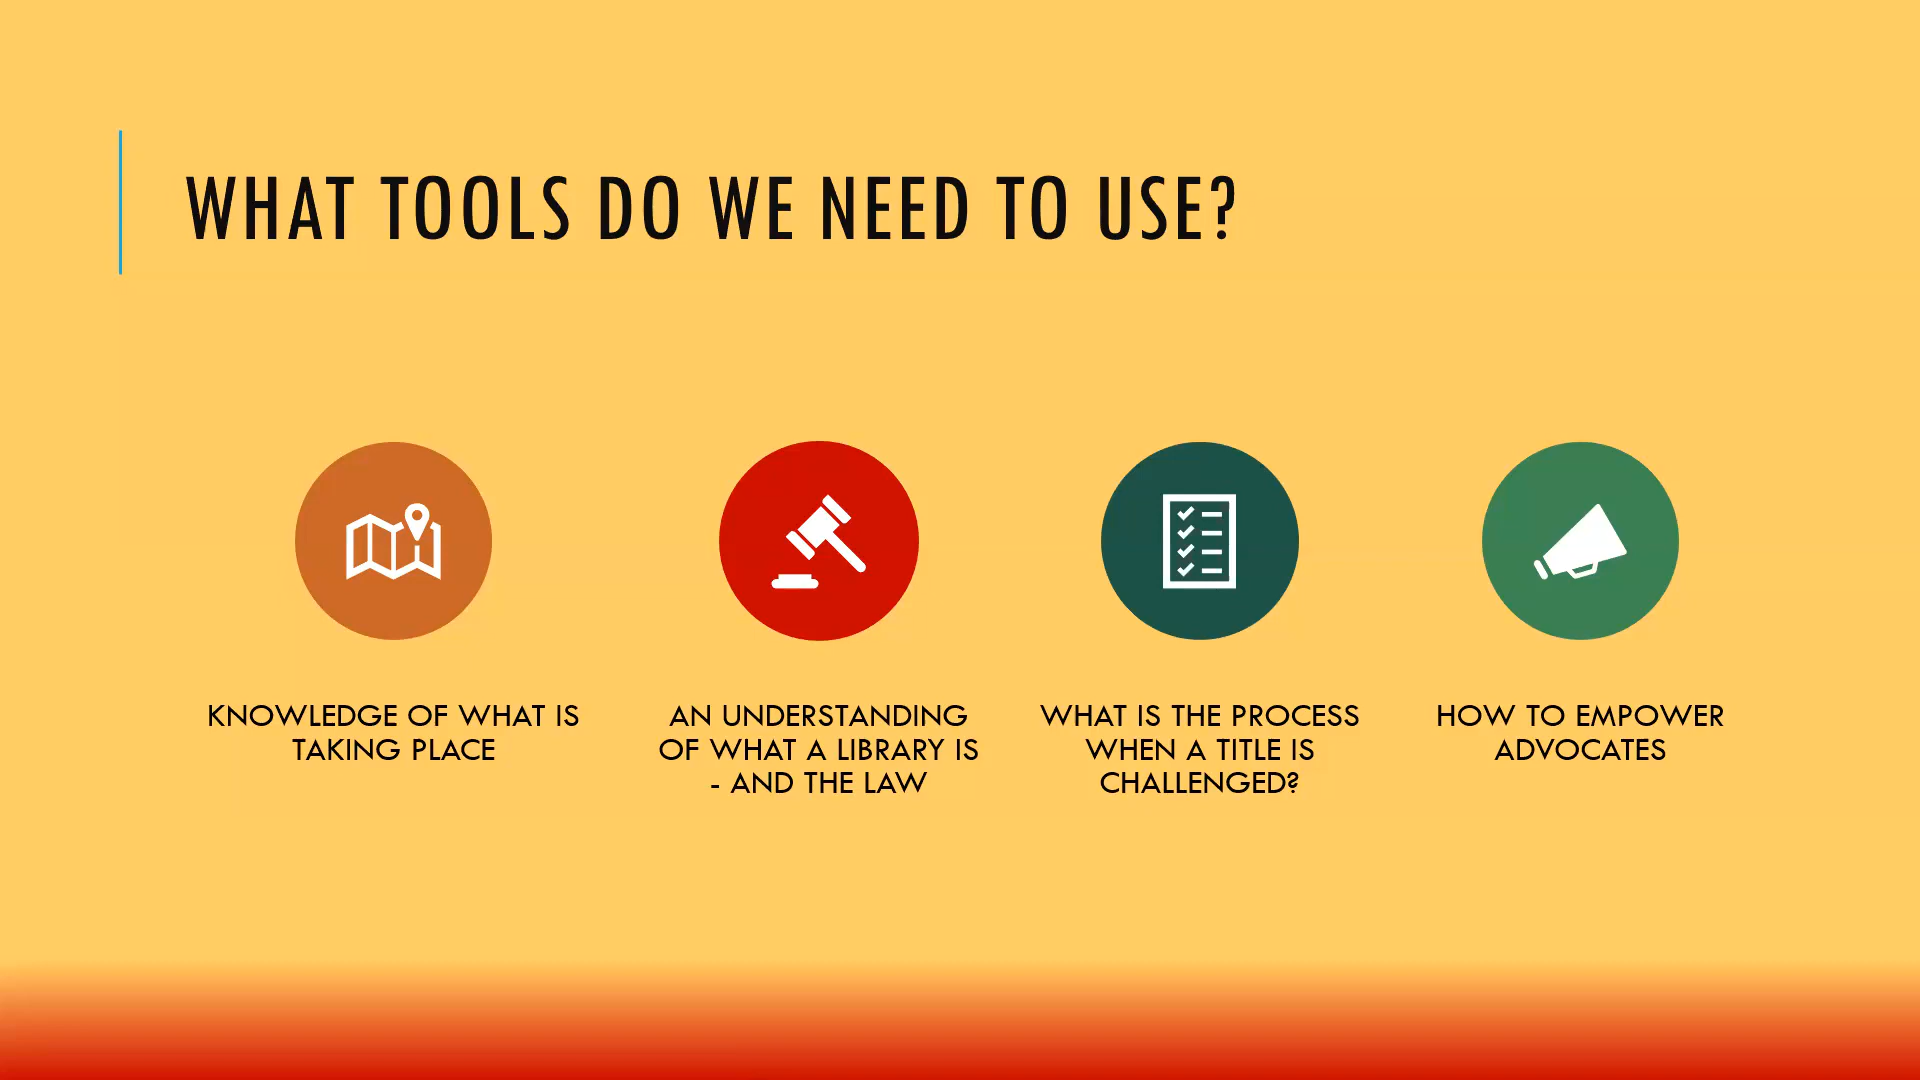 WHAT TOOLS DO WE NEED TO USE?
KNOWLEDGE OF WHAT IS
TAKING PLACE
AN UNDERSTANDING
OF WHAT A LIBRARY IS
- AND THE LAW
WHAT IS THE PROCESS
WHEN A TITLE IS
CHALLENGED?
HOW TO EMPOWER
ADVOCATES